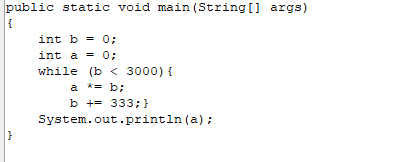 public static void main(String[] args)
{
    int b = 0;
    int a = 0;
    while (b < 3000){
        a *= b;
        b += 333;}
    System.out.println(a);
}